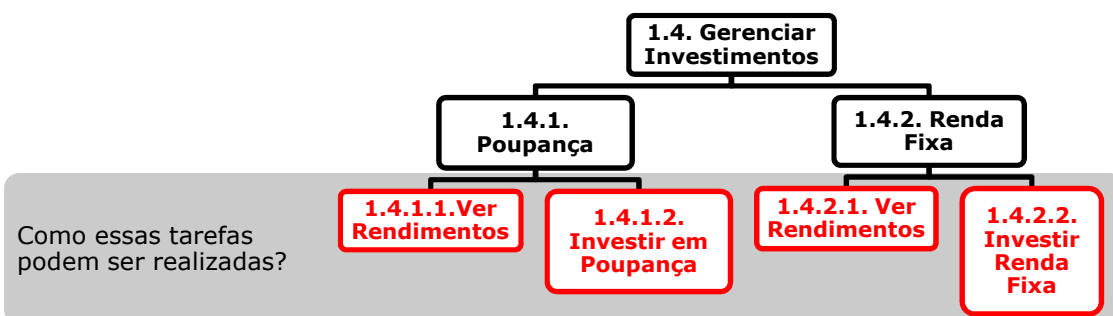 1.4. Gerenciar
Investimentos
1.4.1.
Poupança
1.4.2. Renda
Fixa
Como essas tarefas
podem ser realizadas?
1.4.1.1.Ver
Rendimentos
1.4.1.2.
Investir em
Poupança
1.4.2.1. Ver
Rendimentos
1.4.2.2.
Investir
Renda
Fixa